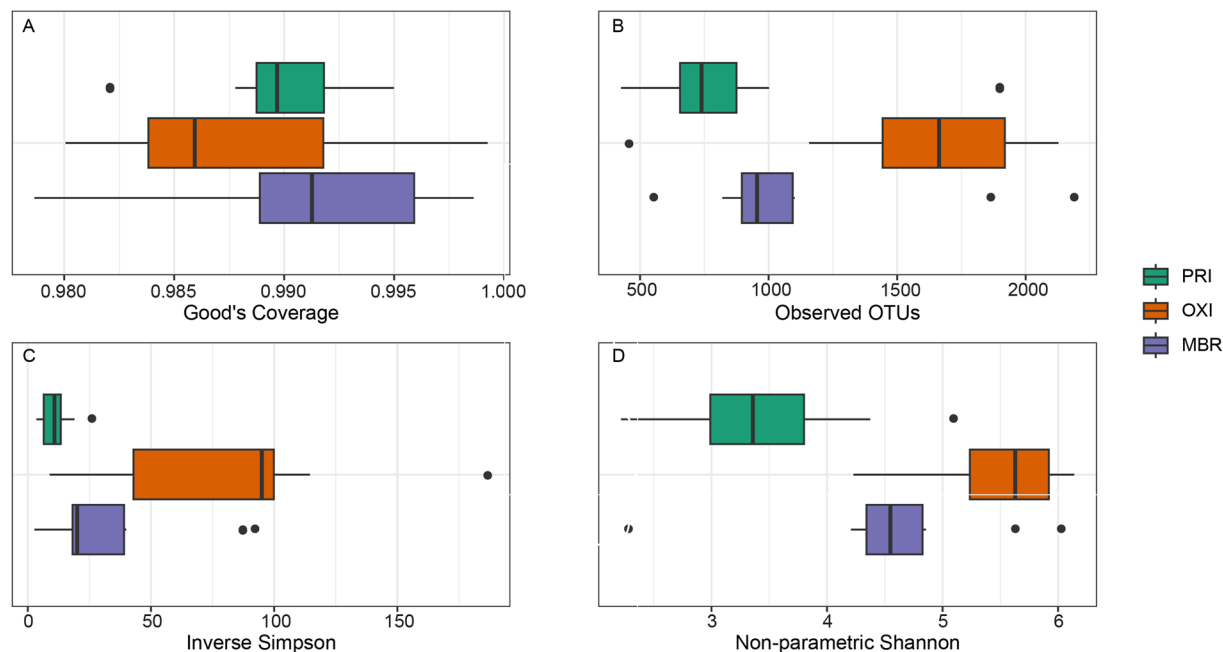 A
0.980 0.985 0.990 0.995 1.000
Good's Coverage
B
500 1000 1500 2000
Observed OTUs
PRI
OXI
MBR
C
0 50 100 150
Inverse Simpson
D
3 4 5 6
Non-parametric Shannon